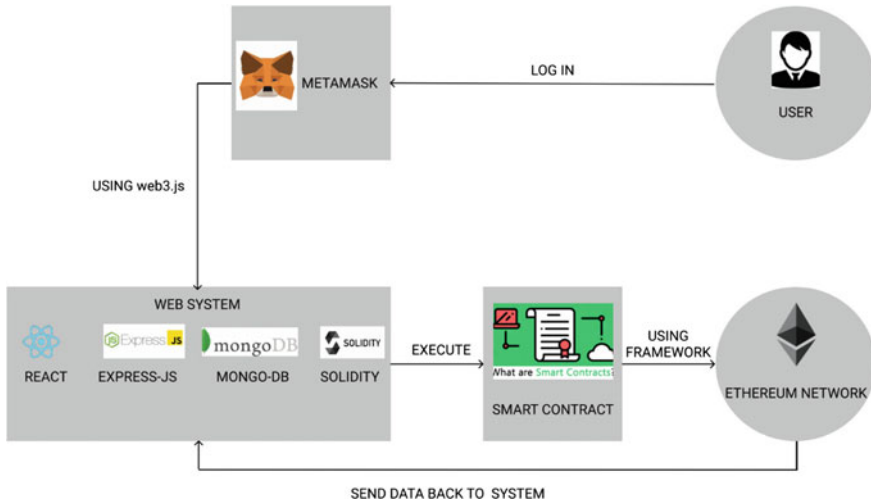 LOG IN
METAMASK
USER
USING web3.js
WEB SYSTEM
Express JS
mongoDB
SOLIDITY
REACT
EXPRESS-JS
MONGO-DB
SOLIDITY
EXECUTE
What are Smart Contracts?
SMART CONTRACT
USING
FRAMEWORK
ETHEREUM NETWORK
SEND DATA BACK TO SYSTEM